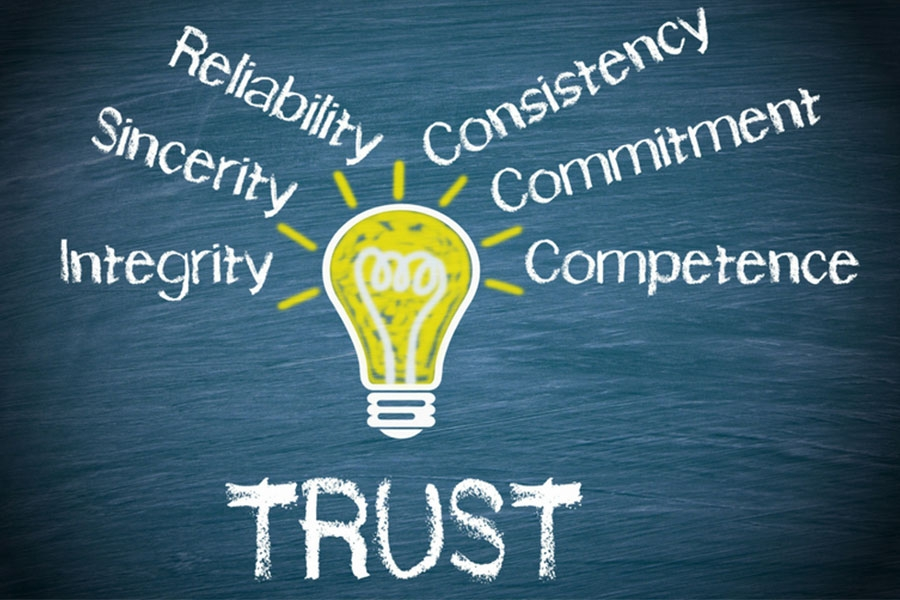 Reliability
Consistency
Sincerity
Commitment
Integrity
Competence
TRUST